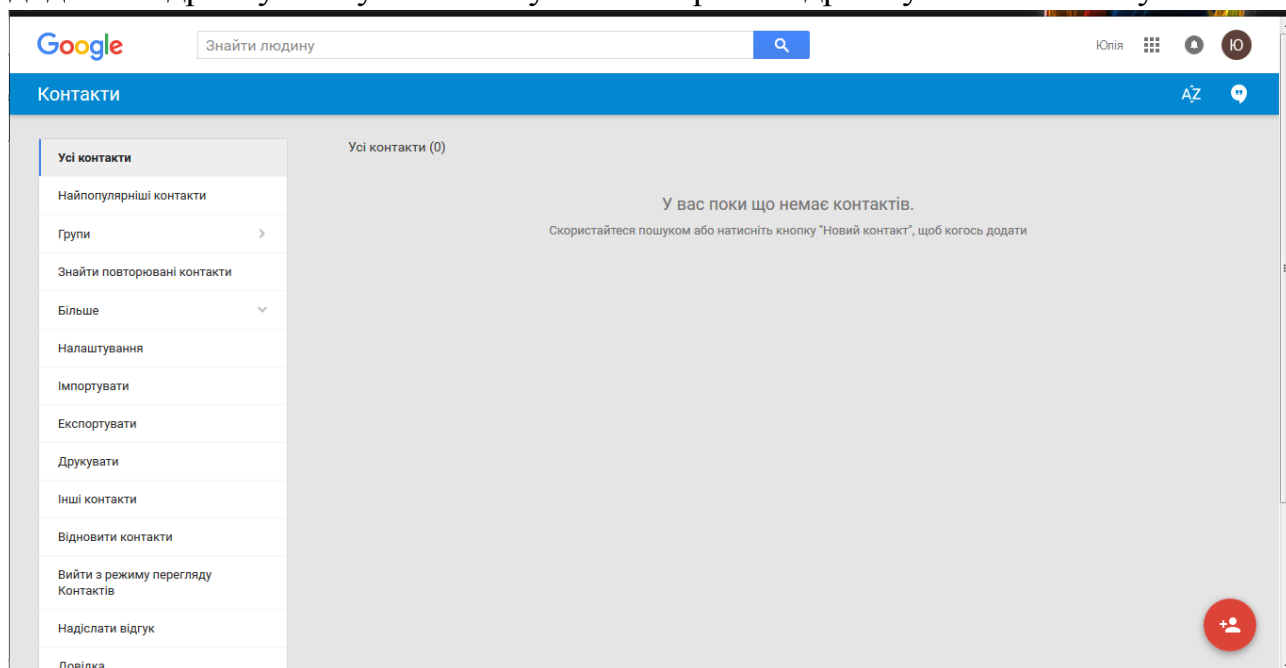 Google
Знайти людину
Юлія
Ю
Контакти
AZ
Усі контакти
Найпопулярніші контакти
Групи
Знайти повторювані контакти
Більше
Налаштування
Імпортувати
Експортувати
Друкувати
Інші контакти
Відновити контакти
Вийти з режиму перегляду
Контактів
Надіслати відгук
Довідка
Усі контакти (0)
У вас поки що немає контактів.
Скористайтеся пошуком або натисніть кнопку "Новий контакт", щоб когось додати